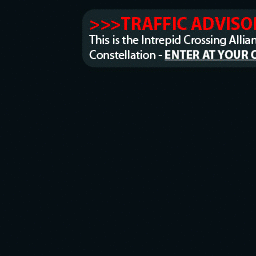 >>>TRAFFIC ADVISO
This is the Intrepid Crossing Allian
Constellation - ENTER AT YOUR